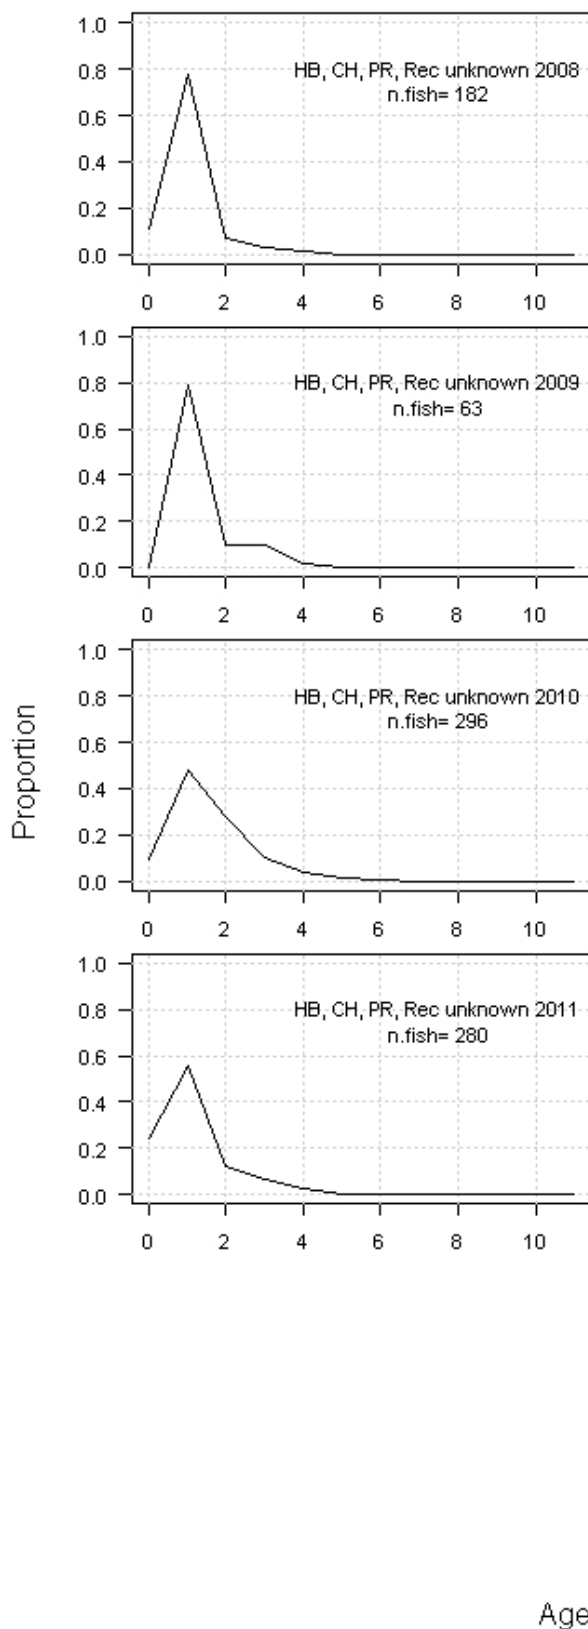 1.0
0.8
0.6
0.4
0.2
0.0
HB, CH, PR, Rec unknown 2008
n.fish= 182
0 2 4 6 8 10
1.0
0.8
0.6
0.4
0.2
0.0
HB, CH, PR, Rec unknown 2009
n.fish= 63
0 2 4 6 8 10
Proportion
1.0
0.8
0.6
0.4
0.2
0.0
HB, CH, PR, Rec unknown 2010
n.fish= 296
0 2 4 6 8 10
1.0
0.8
0.6
0.4
0.2
0.0
HB, CH, PR, Rec unknown 2011
n.fish= 280
0 2 4 6 8 10
Age